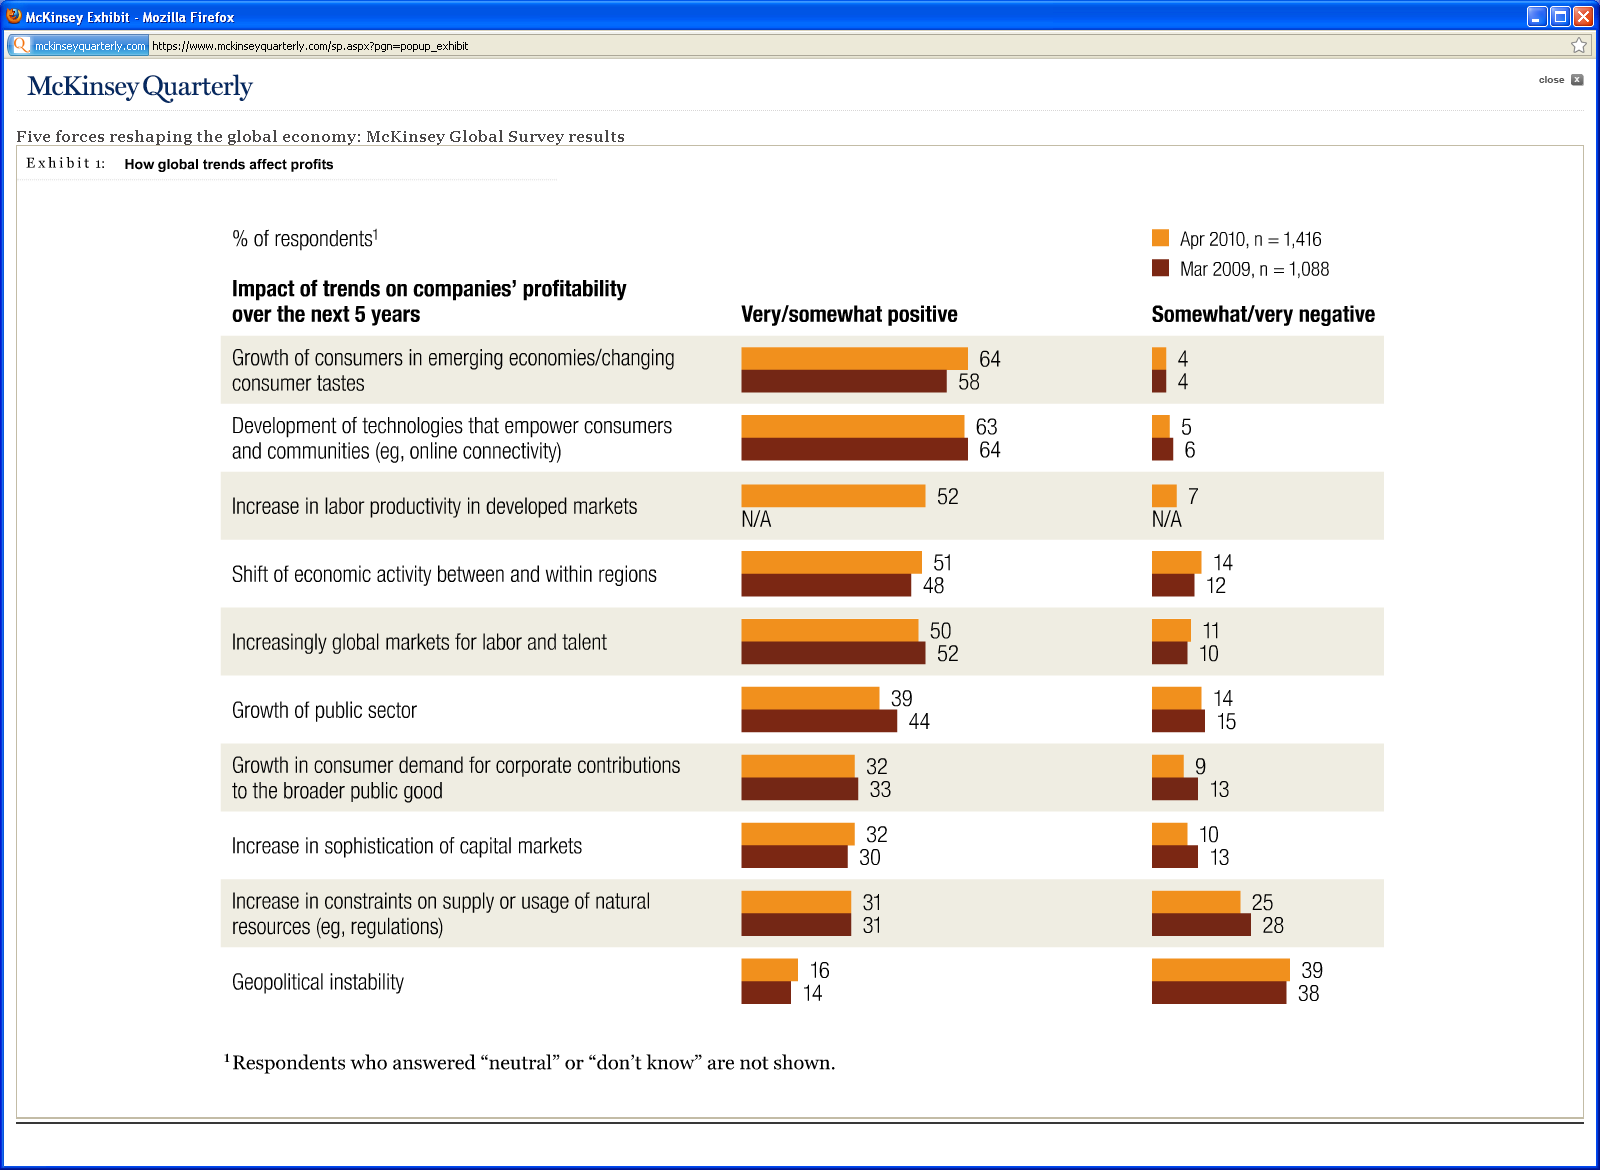 McKinsey Exhibit - Mozilla Firefox
mckinseyquarterly.com https://www.mckinseyquarterly.com/sp.aspx?pgn=popup_exhibit
McKinsey Quarterly
close x
Five forces reshaping the global economy: McKinsey Global Survey results
Exhibit 1: How global trends affect profits
% of respondents¹
Apr 2010, n = 1,416
Mar 2009, n = 1,088
Impact of trends on companies’ profitability
over the next 5 years
Very/somewhat positive
Somewhat/very negative
Growth of consumers in emerging economies/changing
consumer tastes
64
58
4
4
Development of technologies that empower consumers
and communities (eg, online connectivity)
63
64
5
6
Increase in labor productivity in developed markets
52
N/A
7
N/A
Shift of economic activity between and within regions
51
48
14
12
Increasingly global markets for labor and talent
50
52
11
10
Growth of public sector
39
44
14
15
Growth in consumer demand for corporate contributions
to the broader public good
32
33
9
13
Increase in sophistication of capital markets
32
30
10
13
Increase in constraints on supply or usage of natural
resources (eg, regulations)
31
31
25
28
Geopolitical instability
16
14
39
38
¹ Respondents who answered “neutral” or “don’t know” are not shown.